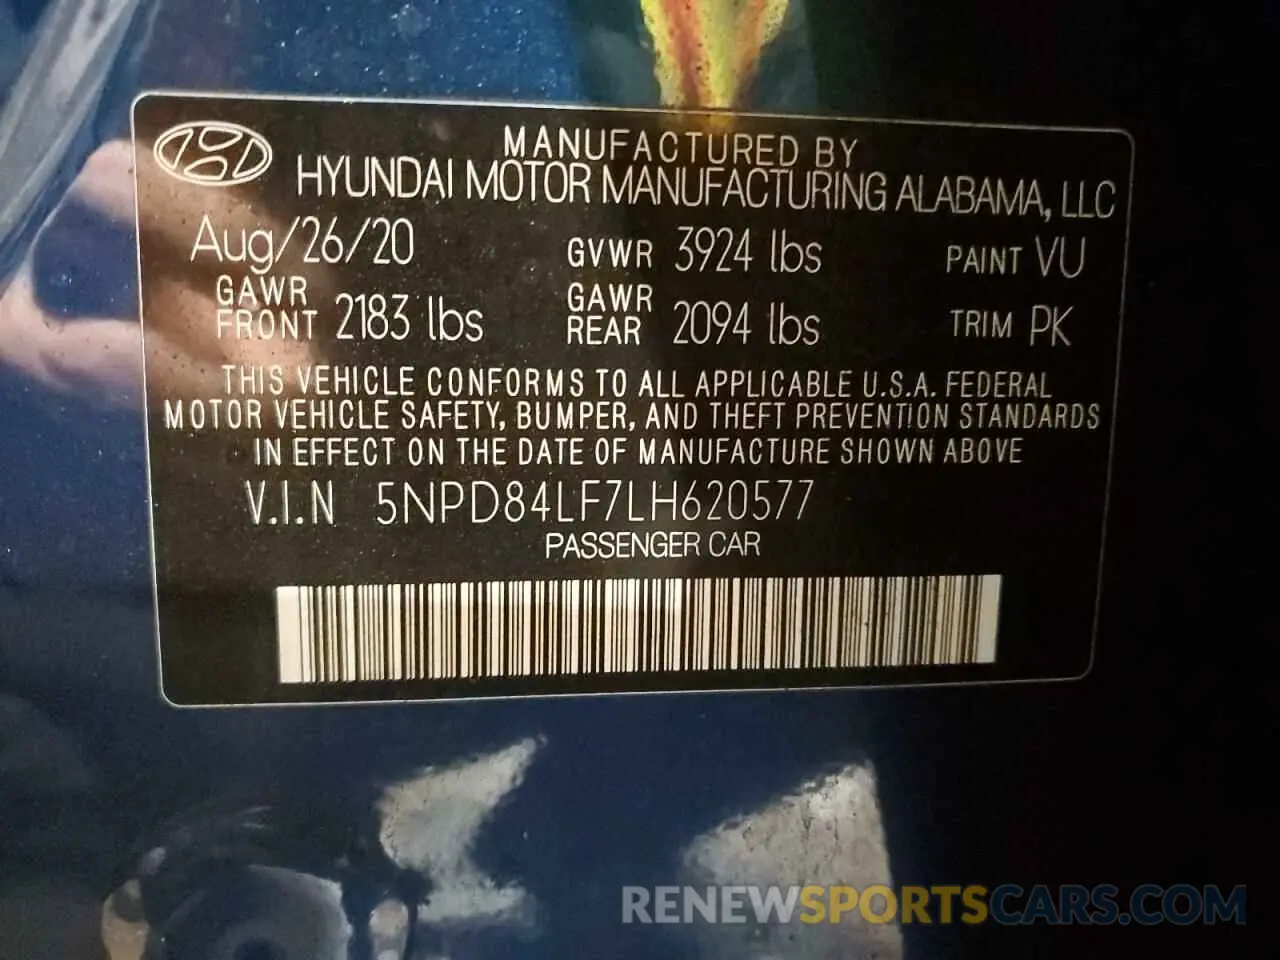 MANUFACTURED BY
HYUNDAI MOTOR MANUFACTURING ALABAMA, LLC
Aug/26/20 GVWR 3924 lbs PAINT VU
GAWR FRONT 2183 lbs GAWR REAR 2094 lbs TRIM PK
THIS VEHICLE CONFORMS TO ALL APPLICABLE U.S.A. FEDERAL
MOTOR VEHICLE SAFETY, BUMPER, AND THEFT PREVENTION STANDARDS
IN EFFECT ON THE DATE OF MANUFACTURE SHOWN ABOVE
V.I.N 5NPD84LF7LH620577
PASSENGER CAR
RENEWSPORTSCARS.COM